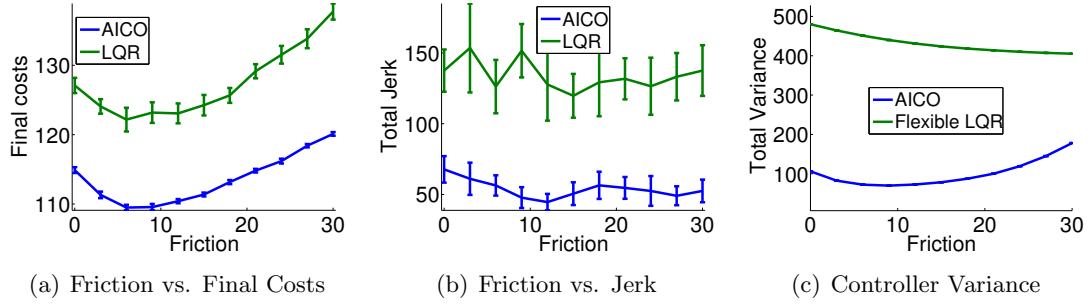 Final costs
130
120
110
0
10
20
30
Friction
AICO
LQR
(a) Friction vs. Final Costs
Total Jerk
150
100
50
0
10
20
30
Friction
AICO
LQR
(b) Friction vs. Jerk
Total Variance
500
400
300
200
100
0
10
20
30
Friction
AICO
Flexible LQR
(c) Controller Variance